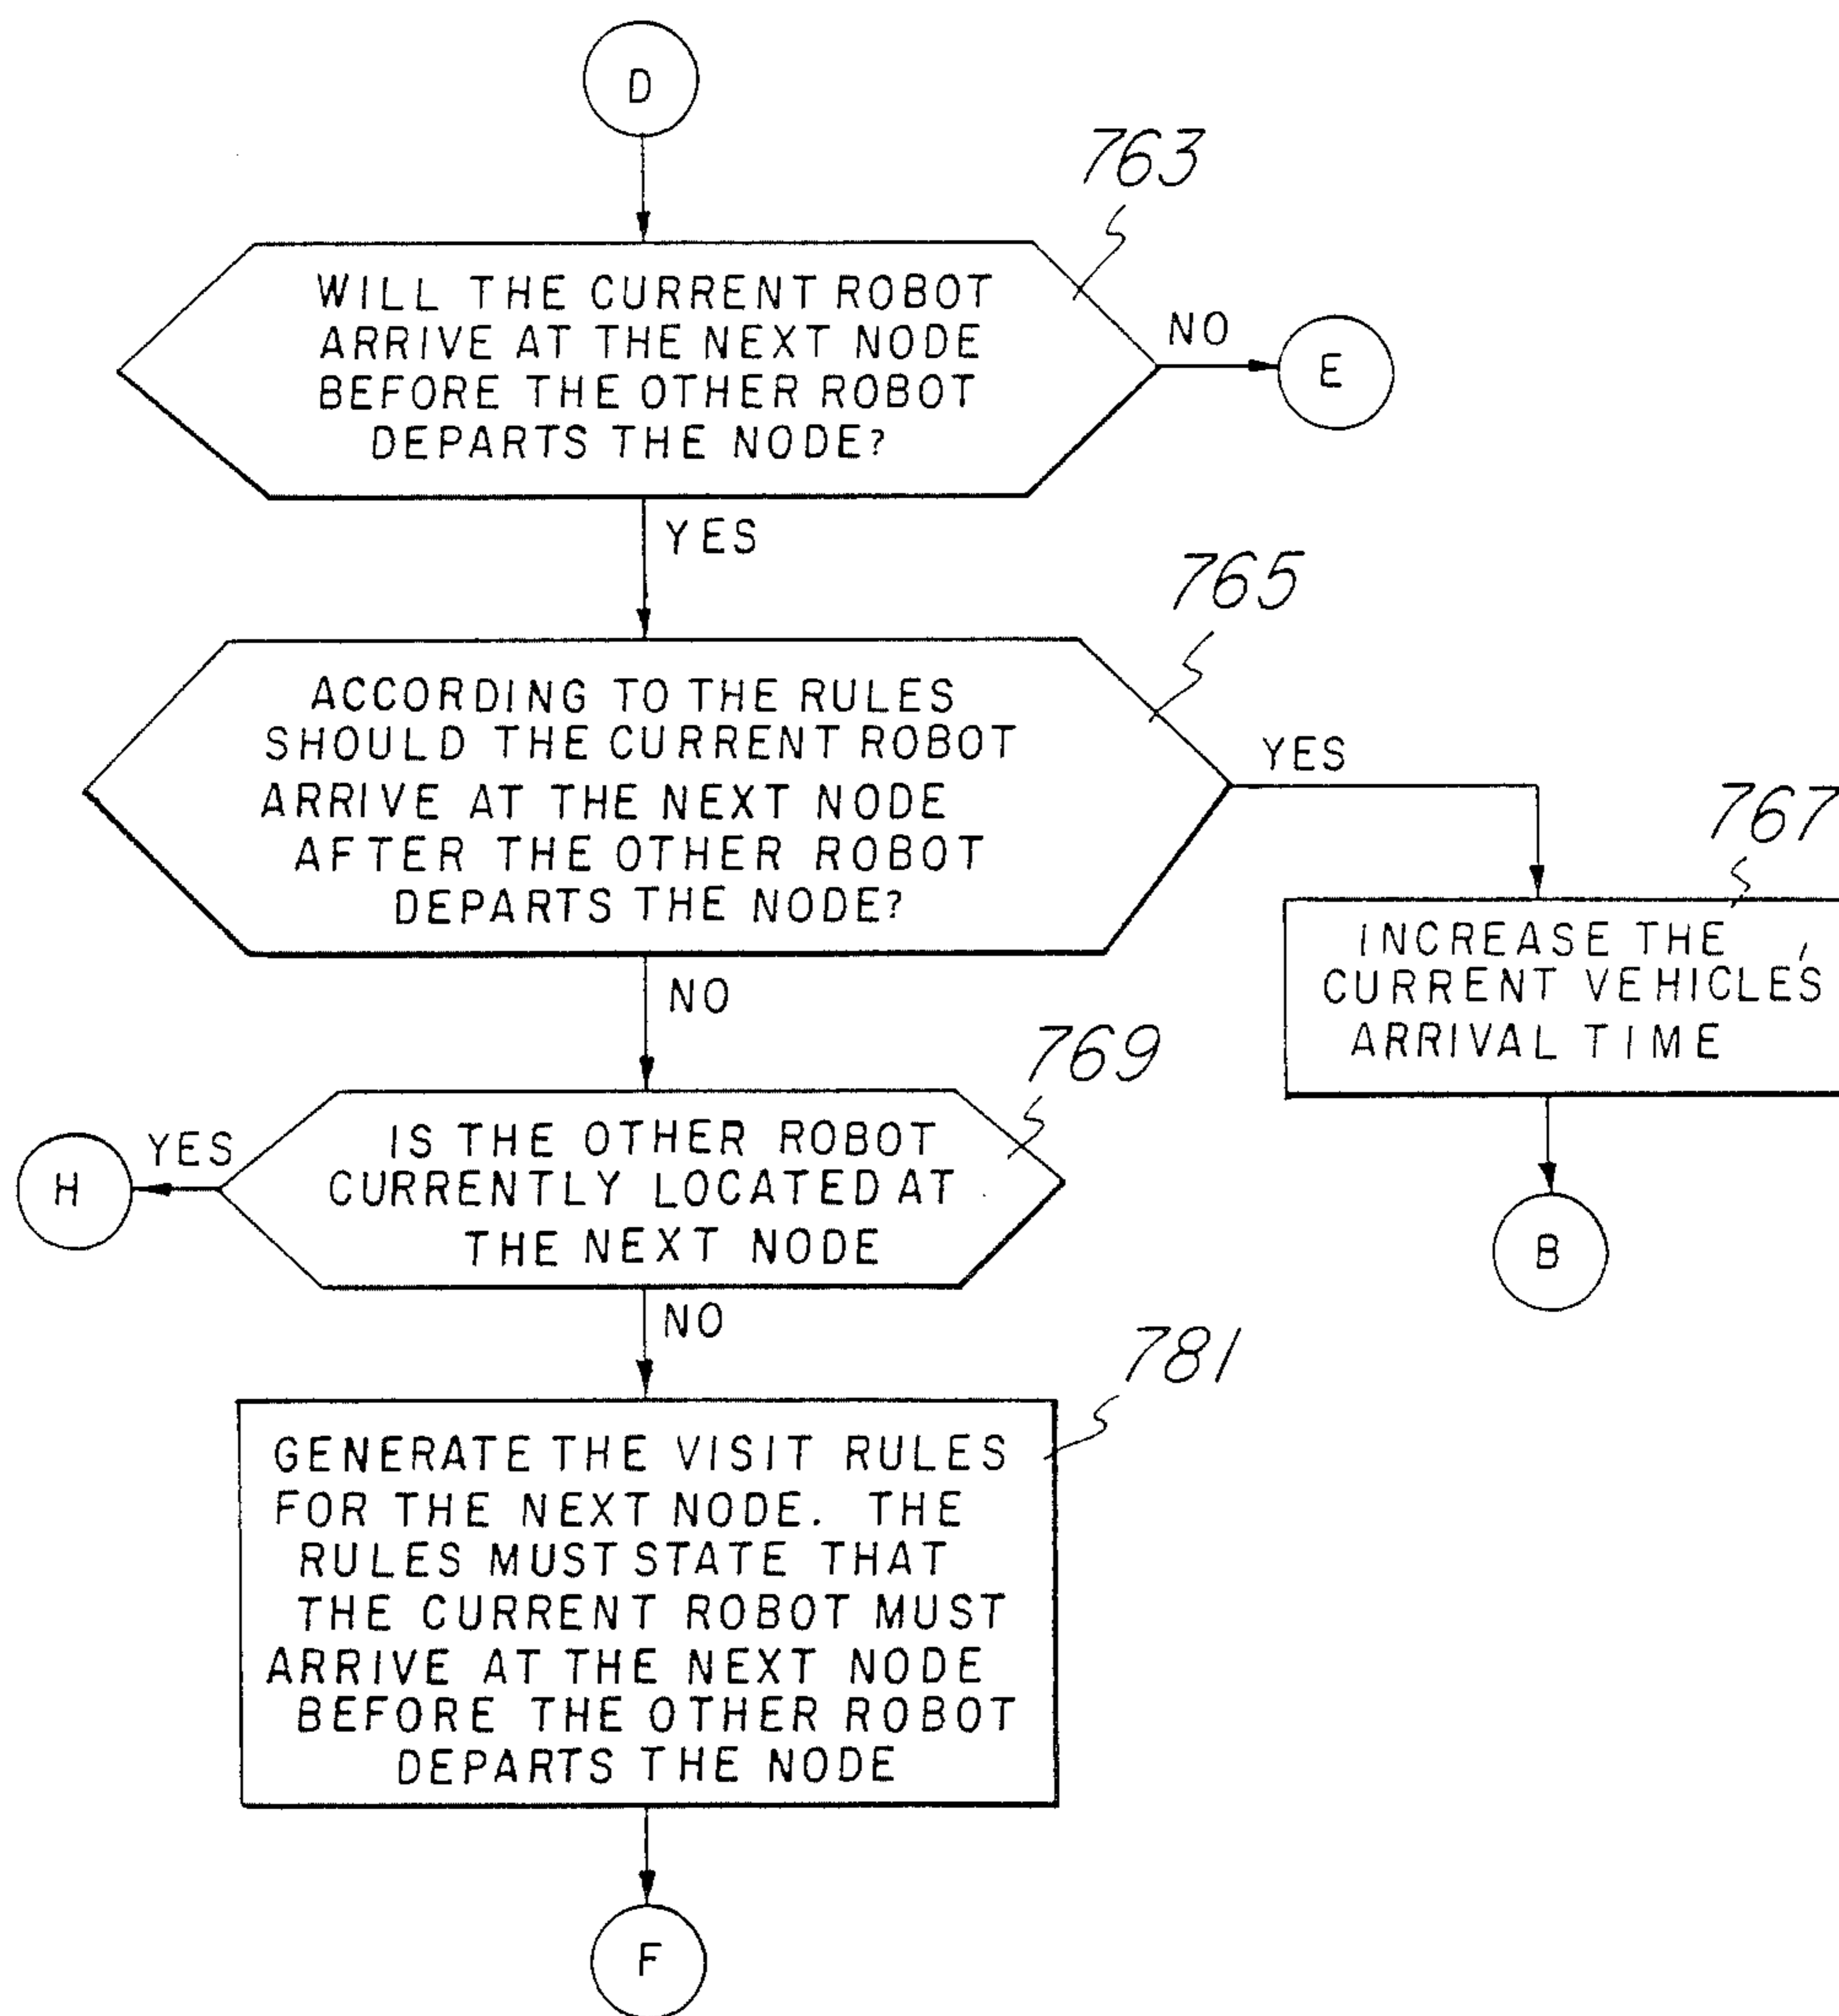 D
763
WILL THE CURRENT ROBOT
ARRIVE AT THE NEXT NODE
BEFORE THE OTHER ROBOT
DEPARTS THE NODE?
NO
E
YES
765
ACCORDING TO THE RULES
SHOULD THE CURRENT ROBOT
ARRIVE AT THE NEXT NODE
AFTER THE OTHER ROBOT
DEPARTS THE NODE?
YES
767
INCREASE THE
CURRENT VEHICLE'S
ARRIVAL TIME
B
NO
769
IS THE OTHER ROBOT
CURRENTLY LOCATED AT
THE NEXT NODE
YES
H
NO
781
GENERATE THE VISIT RULES
FOR THE NEXT NODE. THE
RULES MUST STATE THAT
THE CURRENT ROBOT MUST
ARRIVE AT THE NEXT NODE
BEFORE THE OTHER ROBOT
DEPARTS THE NODE
F